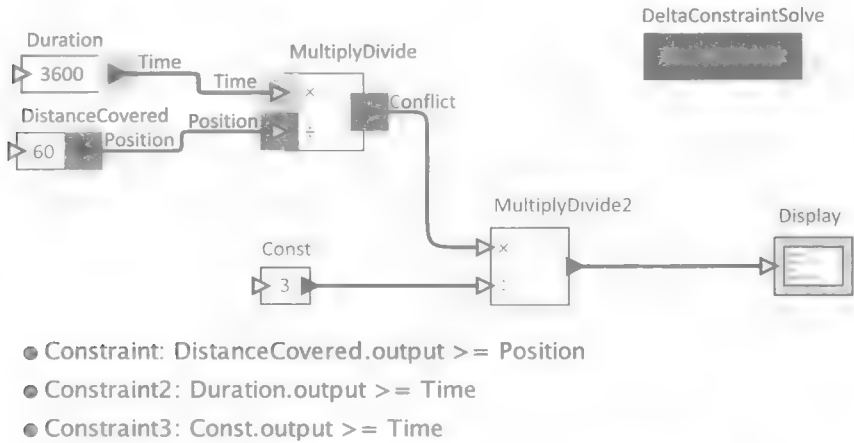 DeltaConstraintSolve
Duration
3600
Time
Time
MultiplyDivide
×
÷
Conflict
DistanceCovered
60
Position
Position
MultiplyDivide2
×
Display
Const
3
Constraint: DistanceCovered.output >= Position
Constraint2: Duration.output >= Time
Constraint3: Const.output >= Time